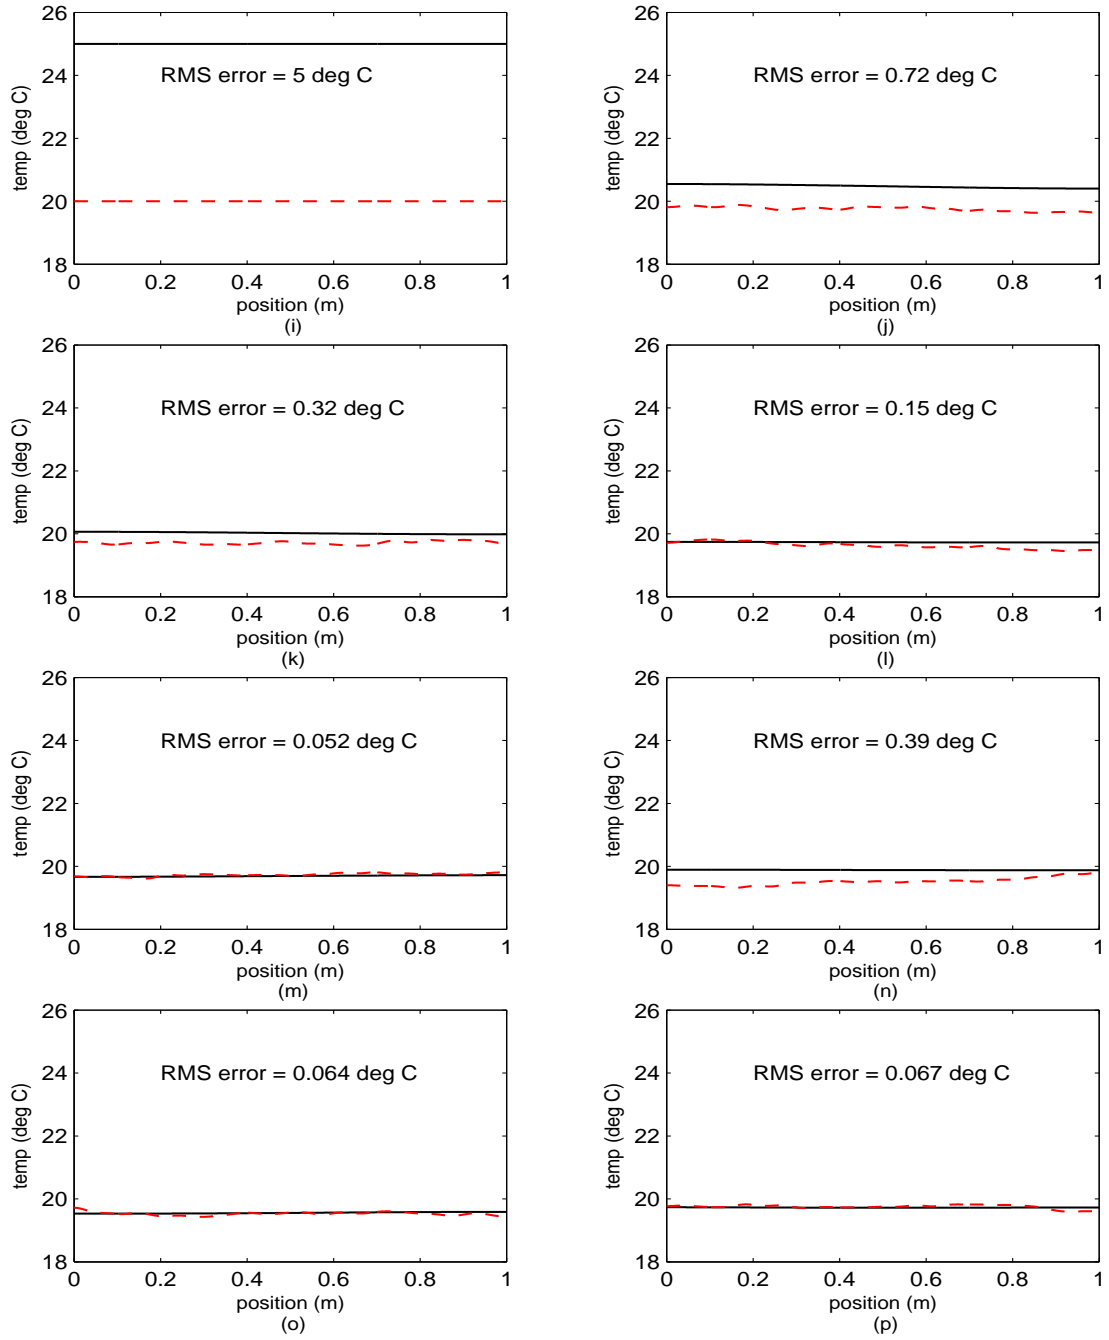 26
24
22
20
18
temp (deg C)
RMS error = 5 deg C
0 0.2 0.4 0.6 0.8 1
position (m)
(i)
26
24
22
20
18
temp (deg C)
RMS error = 0.72 deg C
0 0.2 0.4 0.6 0.8 1
position (m)
(j)
26
24
22
20
18
temp (deg C)
RMS error = 0.32 deg C
0 0.2 0.4 0.6 0.8 1
position (m)
(k)
26
24
22
20
18
temp (deg C)
RMS error = 0.15 deg C
0 0.2 0.4 0.6 0.8 1
position (m)
(l)
26
24
22
20
18
temp (deg C)
RMS error = 0.052 deg C
0 0.2 0.4 0.6 0.8 1
position (m)
(m)
26
24
22
20
18
temp (deg C)
RMS error = 0.39 deg C
0 0.2 0.4 0.6 0.8 1
position (m)
(n)
26
24
22
20
18
temp (deg C)
RMS error = 0.064 deg C
0 0.2 0.4 0.6 0.8 1
position (m)
(o)
26
24
22
20
18
temp (deg C)
RMS error = 0.067 deg C
0 0.2 0.4 0.6 0.8 1
position (m)
(p)